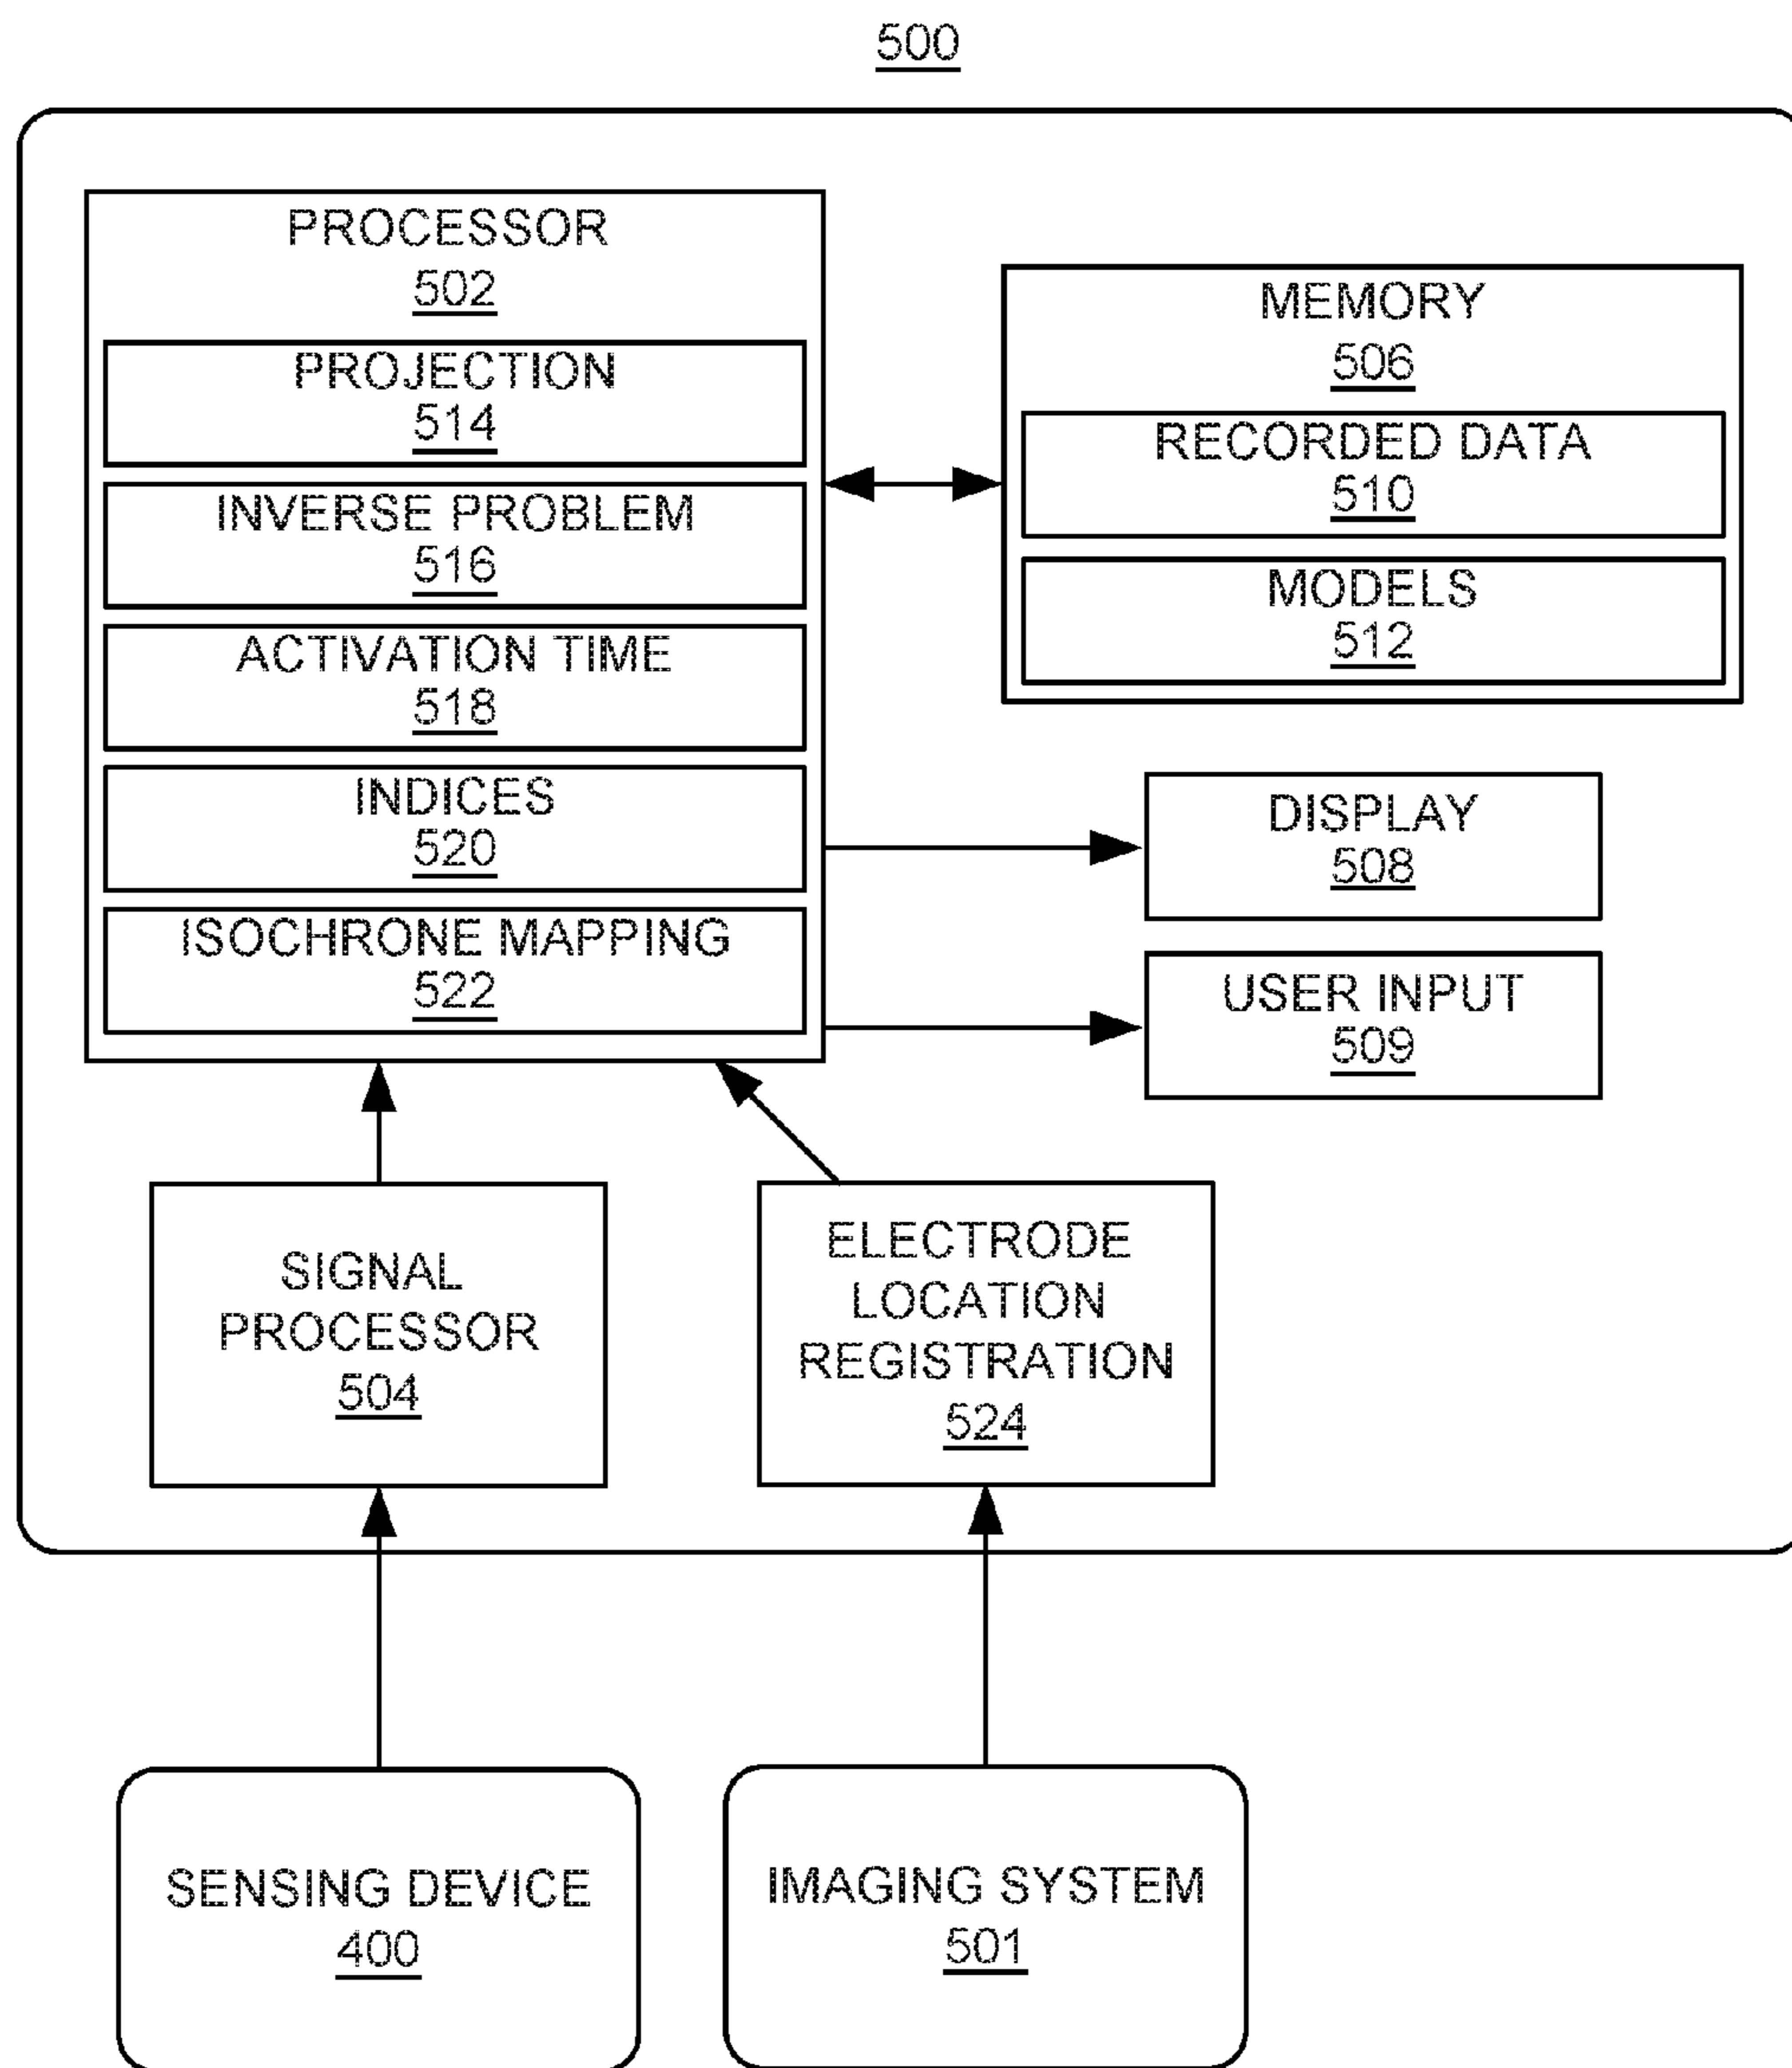 500
PROCESSOR
502
PROJECTION
514
INVERSE PROBLEM
516
ACTIVATION TIME
518
INDICES
520
ISOCHRONE MAPPING
522
MEMORY
506
RECORDED DATA
510
MODELS
512
DISPLAY
508
USER INPUT
509
SIGNAL
PROCESSOR
504
ELECTRODE
LOCATION
REGISTRATION
524
SENSING DEVICE
400
IMAGING SYSTEM
501